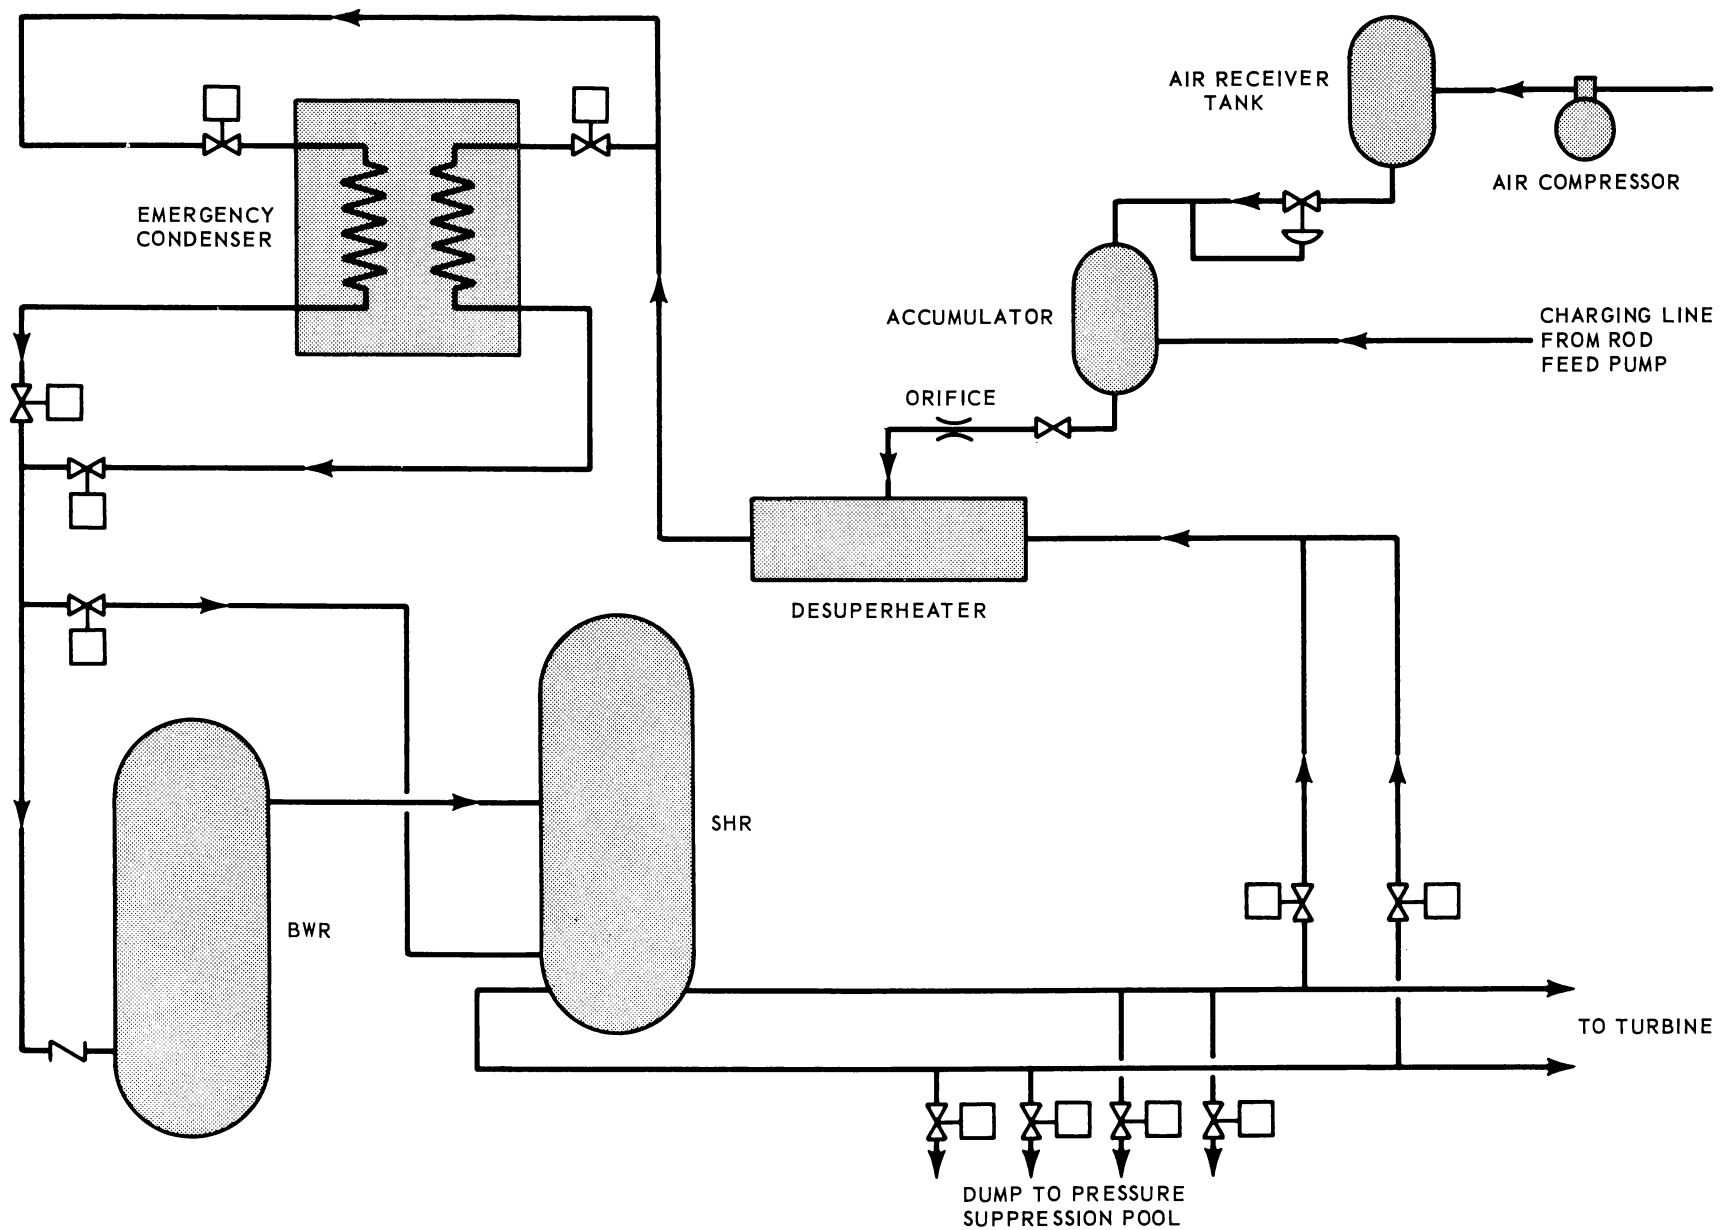 AIR RECEIVER
TANK
AIR COMPRESSOR
EMERGENCY
CONDENSER
ACCUMULATOR
CHARGING LINE
FROM ROD
FEED PUMP
ORIFICE
DESUPERHEATER
SHR
BWR
TO TURBINE
DUMP TO PRESSURE
SUPPRESSION POOL